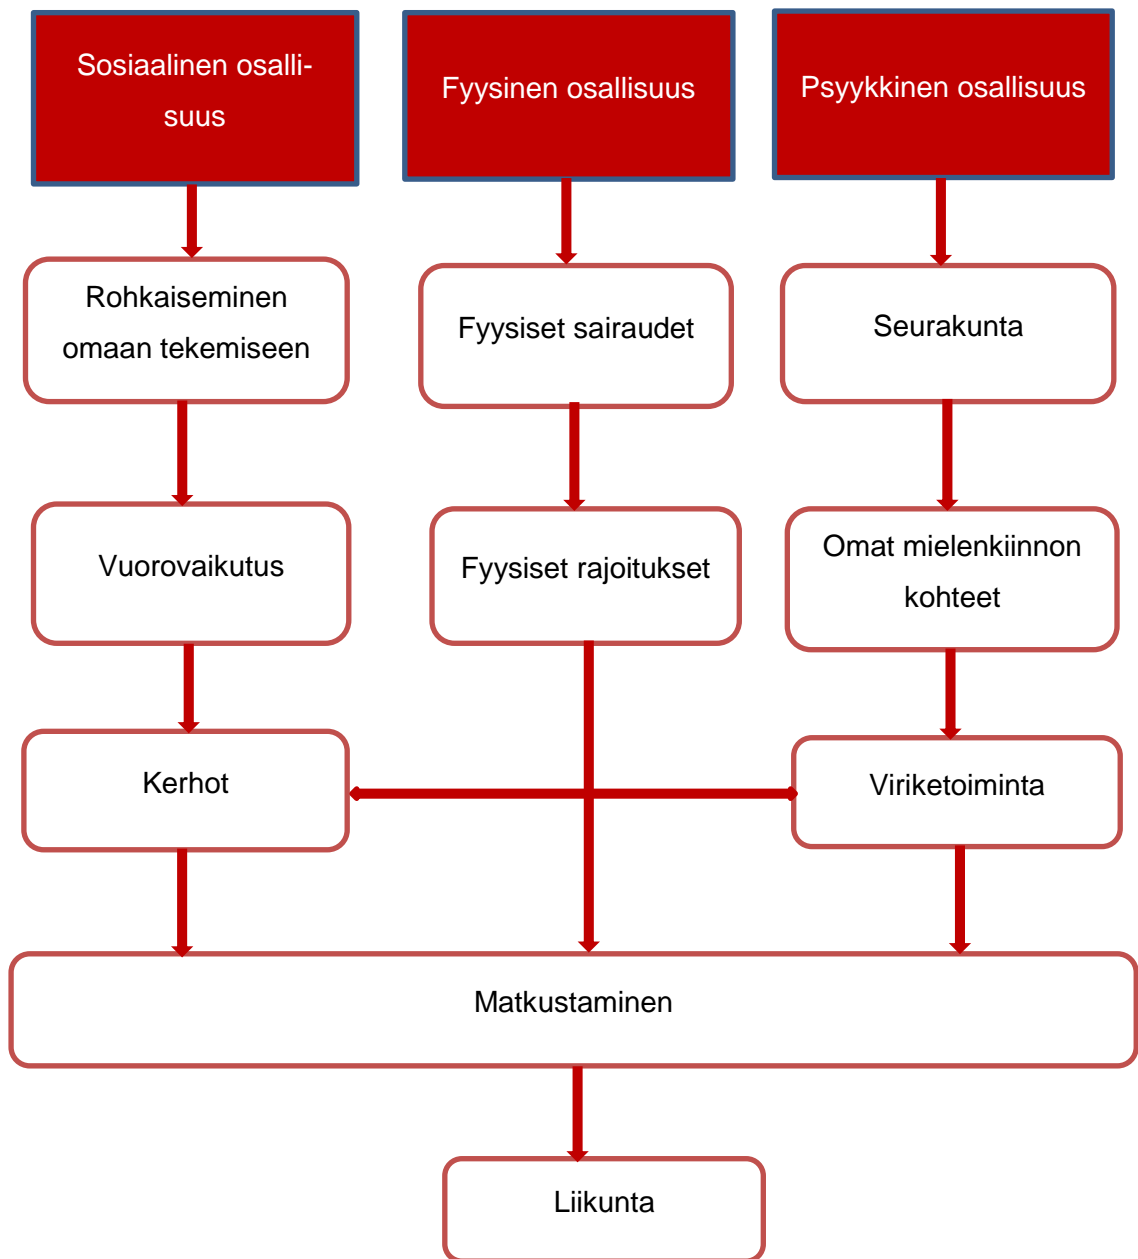 Sosiaalinen osalli-
suus
Fyysinen osallisuus
Psyykkinen osallisuus
Rohkaiseminen
omaan tekemiseen
Fyysiset sairaudet
Seurakunta
Vuorovaikutus
Fyysiset rajoitukset
Omat mielenkiinnon
kohteet
Kerhot
Viriketoiminta
Matkustaminen
Liikunta